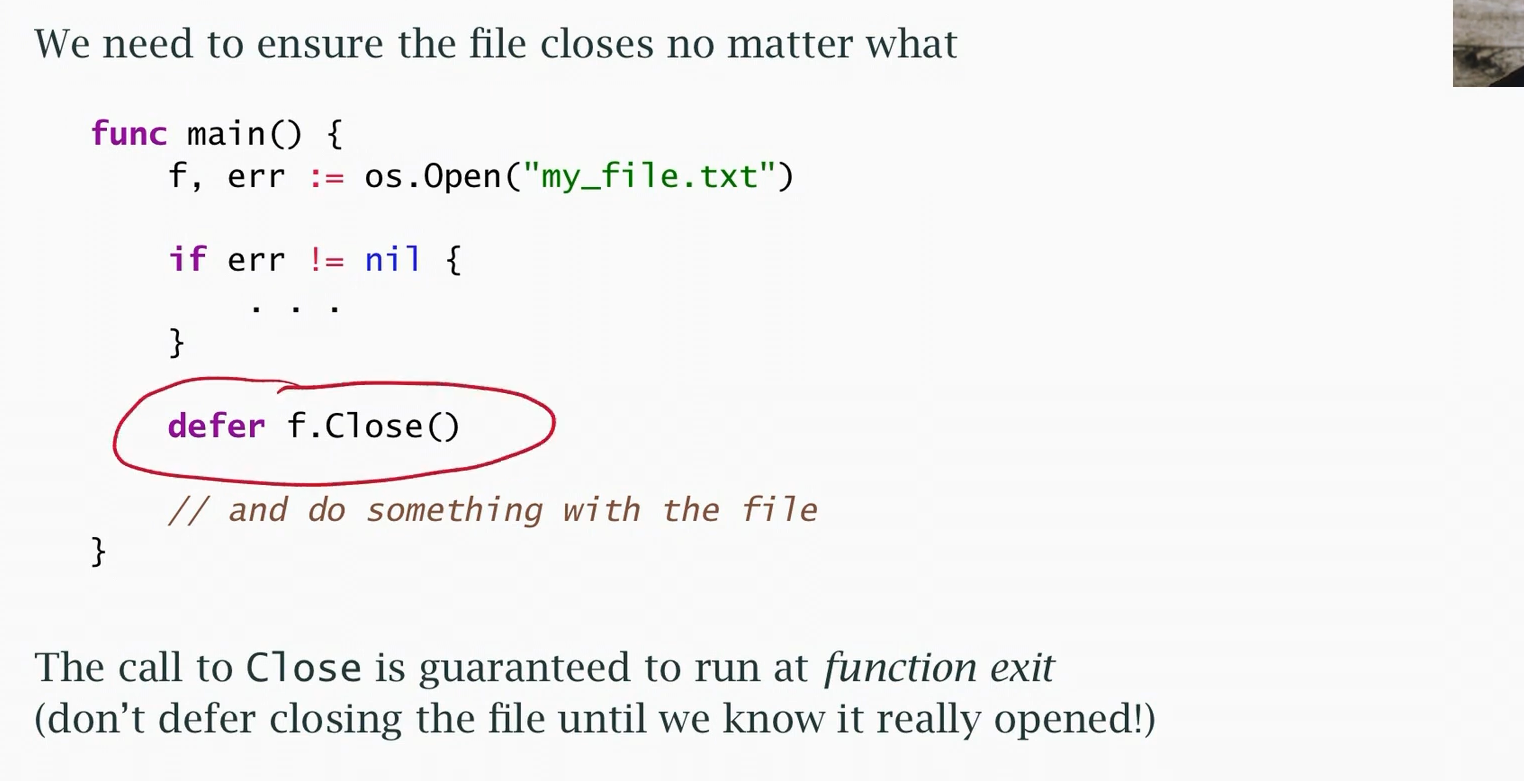 We need to ensure the file closes no matter what
func main() {
    f, err := os.Open("my_file.txt")
    if err != nil {
        . . .
    }
    defer f.Close()
    // and do something with the file
}
The call to Close is guaranteed to run at function exit
(don’t defer closing the file until we know it really opened!)